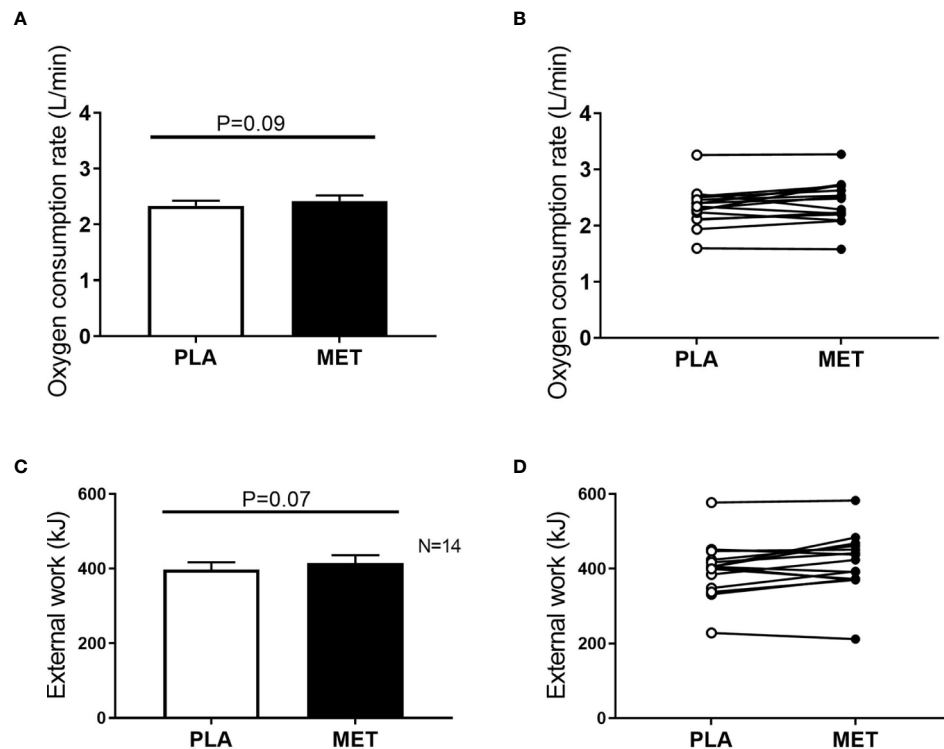 A
Oxygen consumption rate (L/min)
4
3
2
1
0
P=0.09
PLA
MET
B
Oxygen consumption rate (L/min)
4
3
2
1
0
PLA
MET
C
External work (kJ)
600
400
200
0
P=0.07
N=14
PLA
MET
D
External work (kJ)
600
400
200
0
PLA
MET